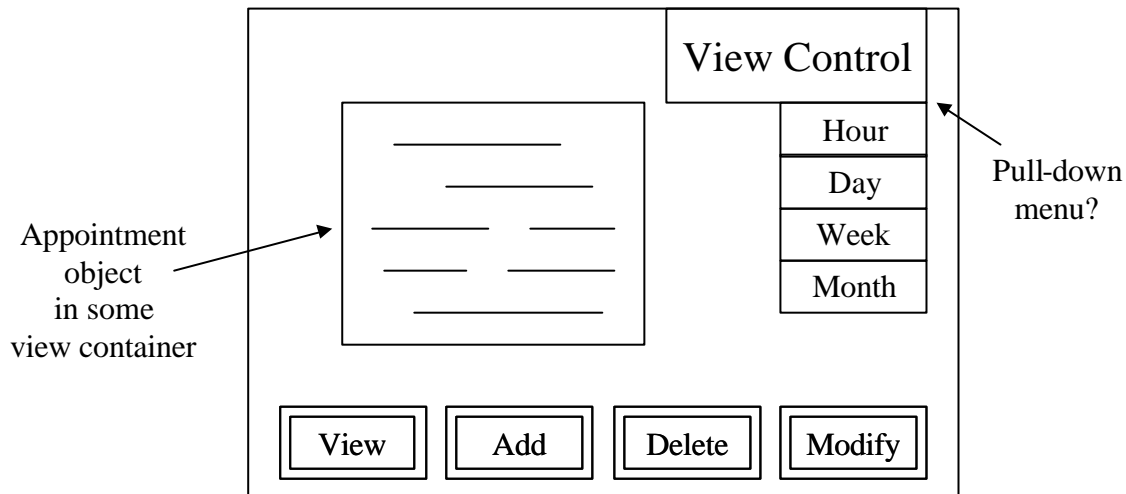 View Control
Hour
Day
Week
Month
Pull-down
menu?
Appointment
object
in some
view container
View
Add
Delete
Modify